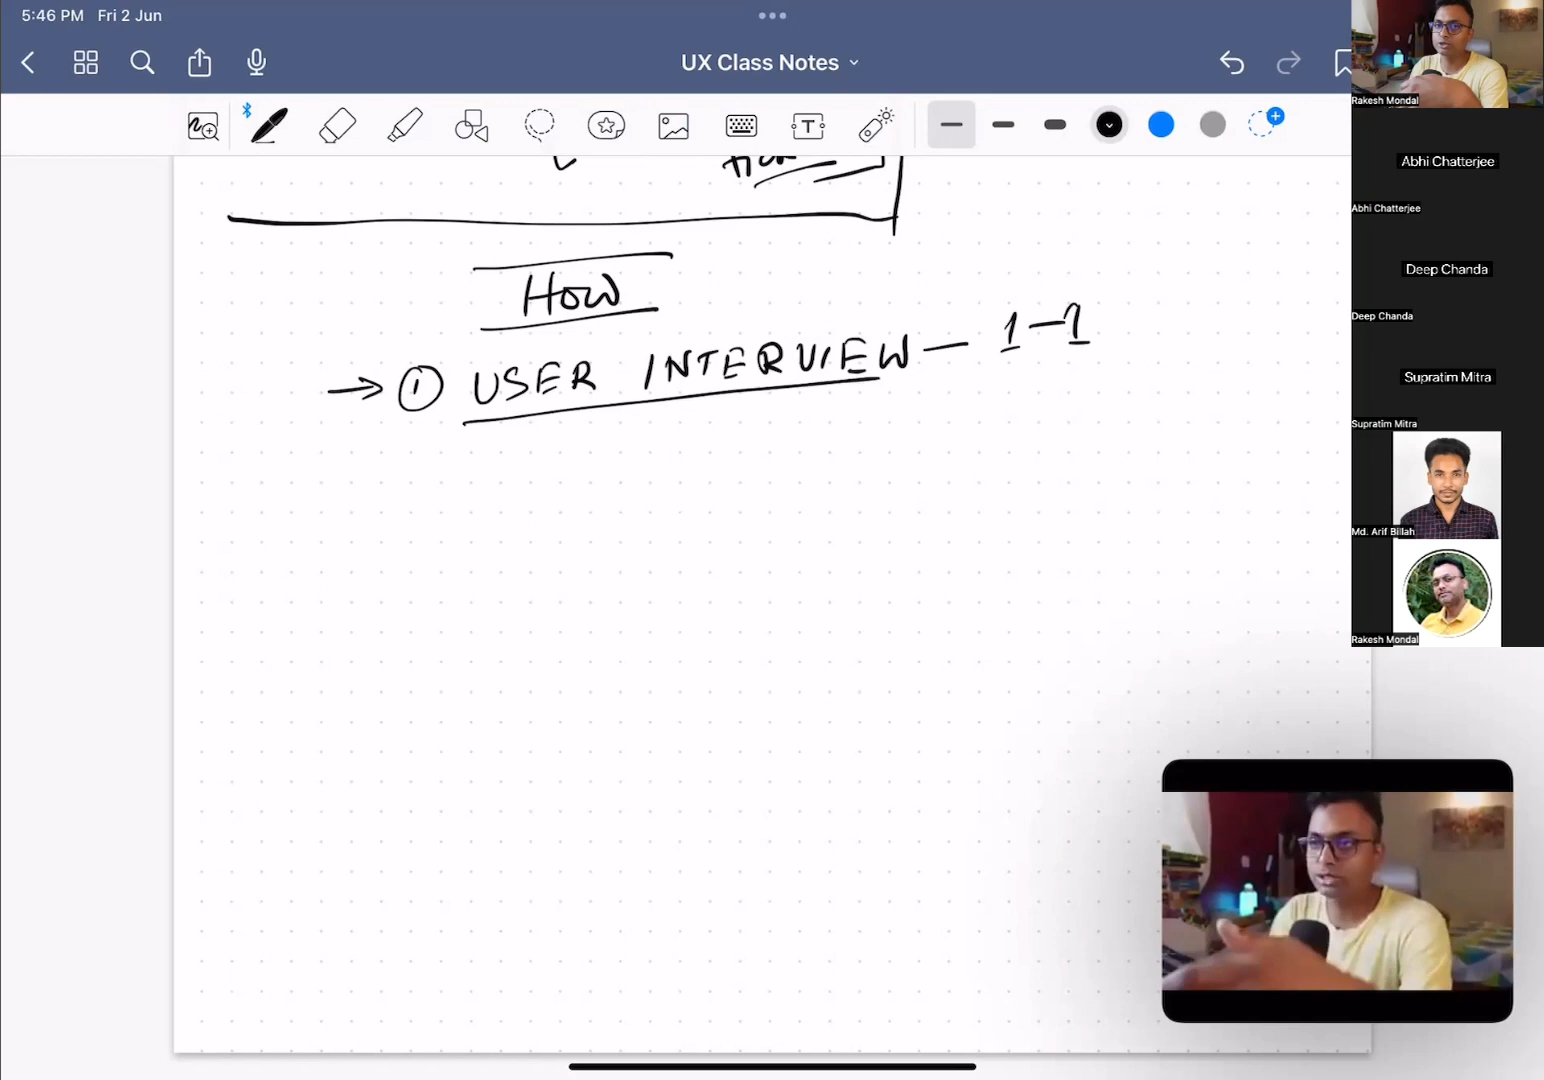 5:46 PM Fri 2 Jun
UX Class Notes
How
→ ① USER INTERVIEW — 1-1
Rakesh Mondal
Abhi Chatterjee
Abhi Chatterjee
Deep Chanda
Deep Chanda
Supratim Mitra
Supratim Mitra
Md. Arif Billah
Rakesh Mondal